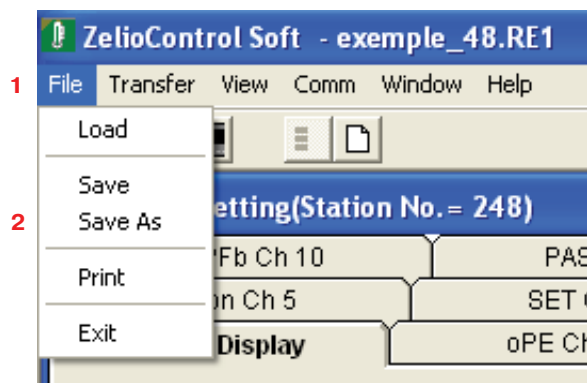 ZelioControl Soft - exemple_48.RE1
1 File Transfer View Comm Window Help
Load
Save
2 Save As
Print
Exit
etting(Station No. = 248)
Fb Ch 10 PAS
on Ch 5 SET
Display oPE Ch